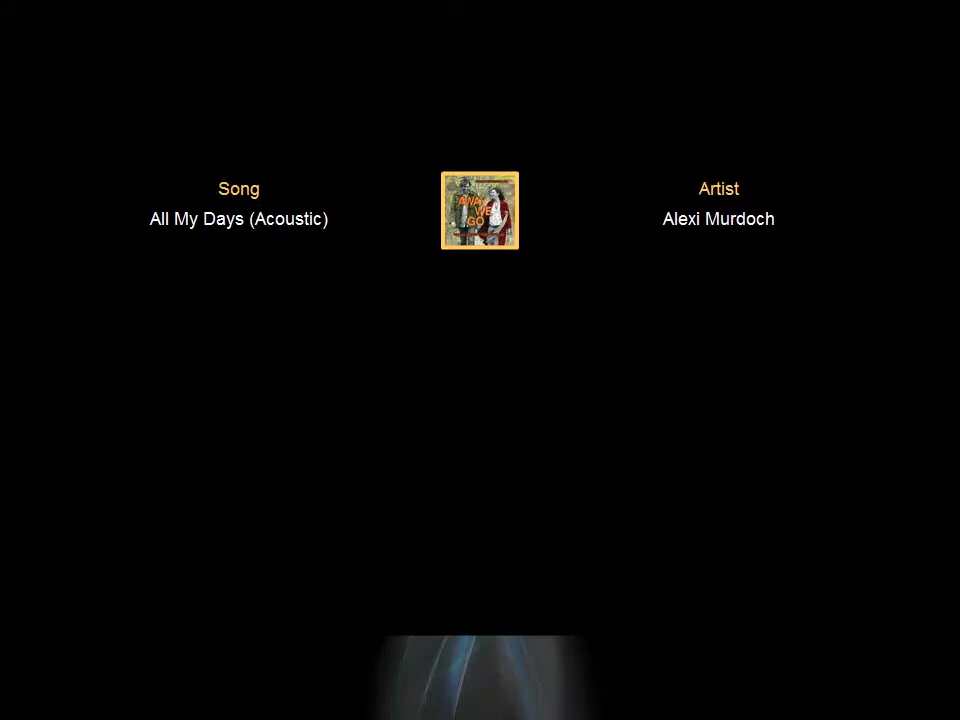 Song
All My Days (Acoustic)
AWAY
WE
GO
Artist
Alexi Murdoch